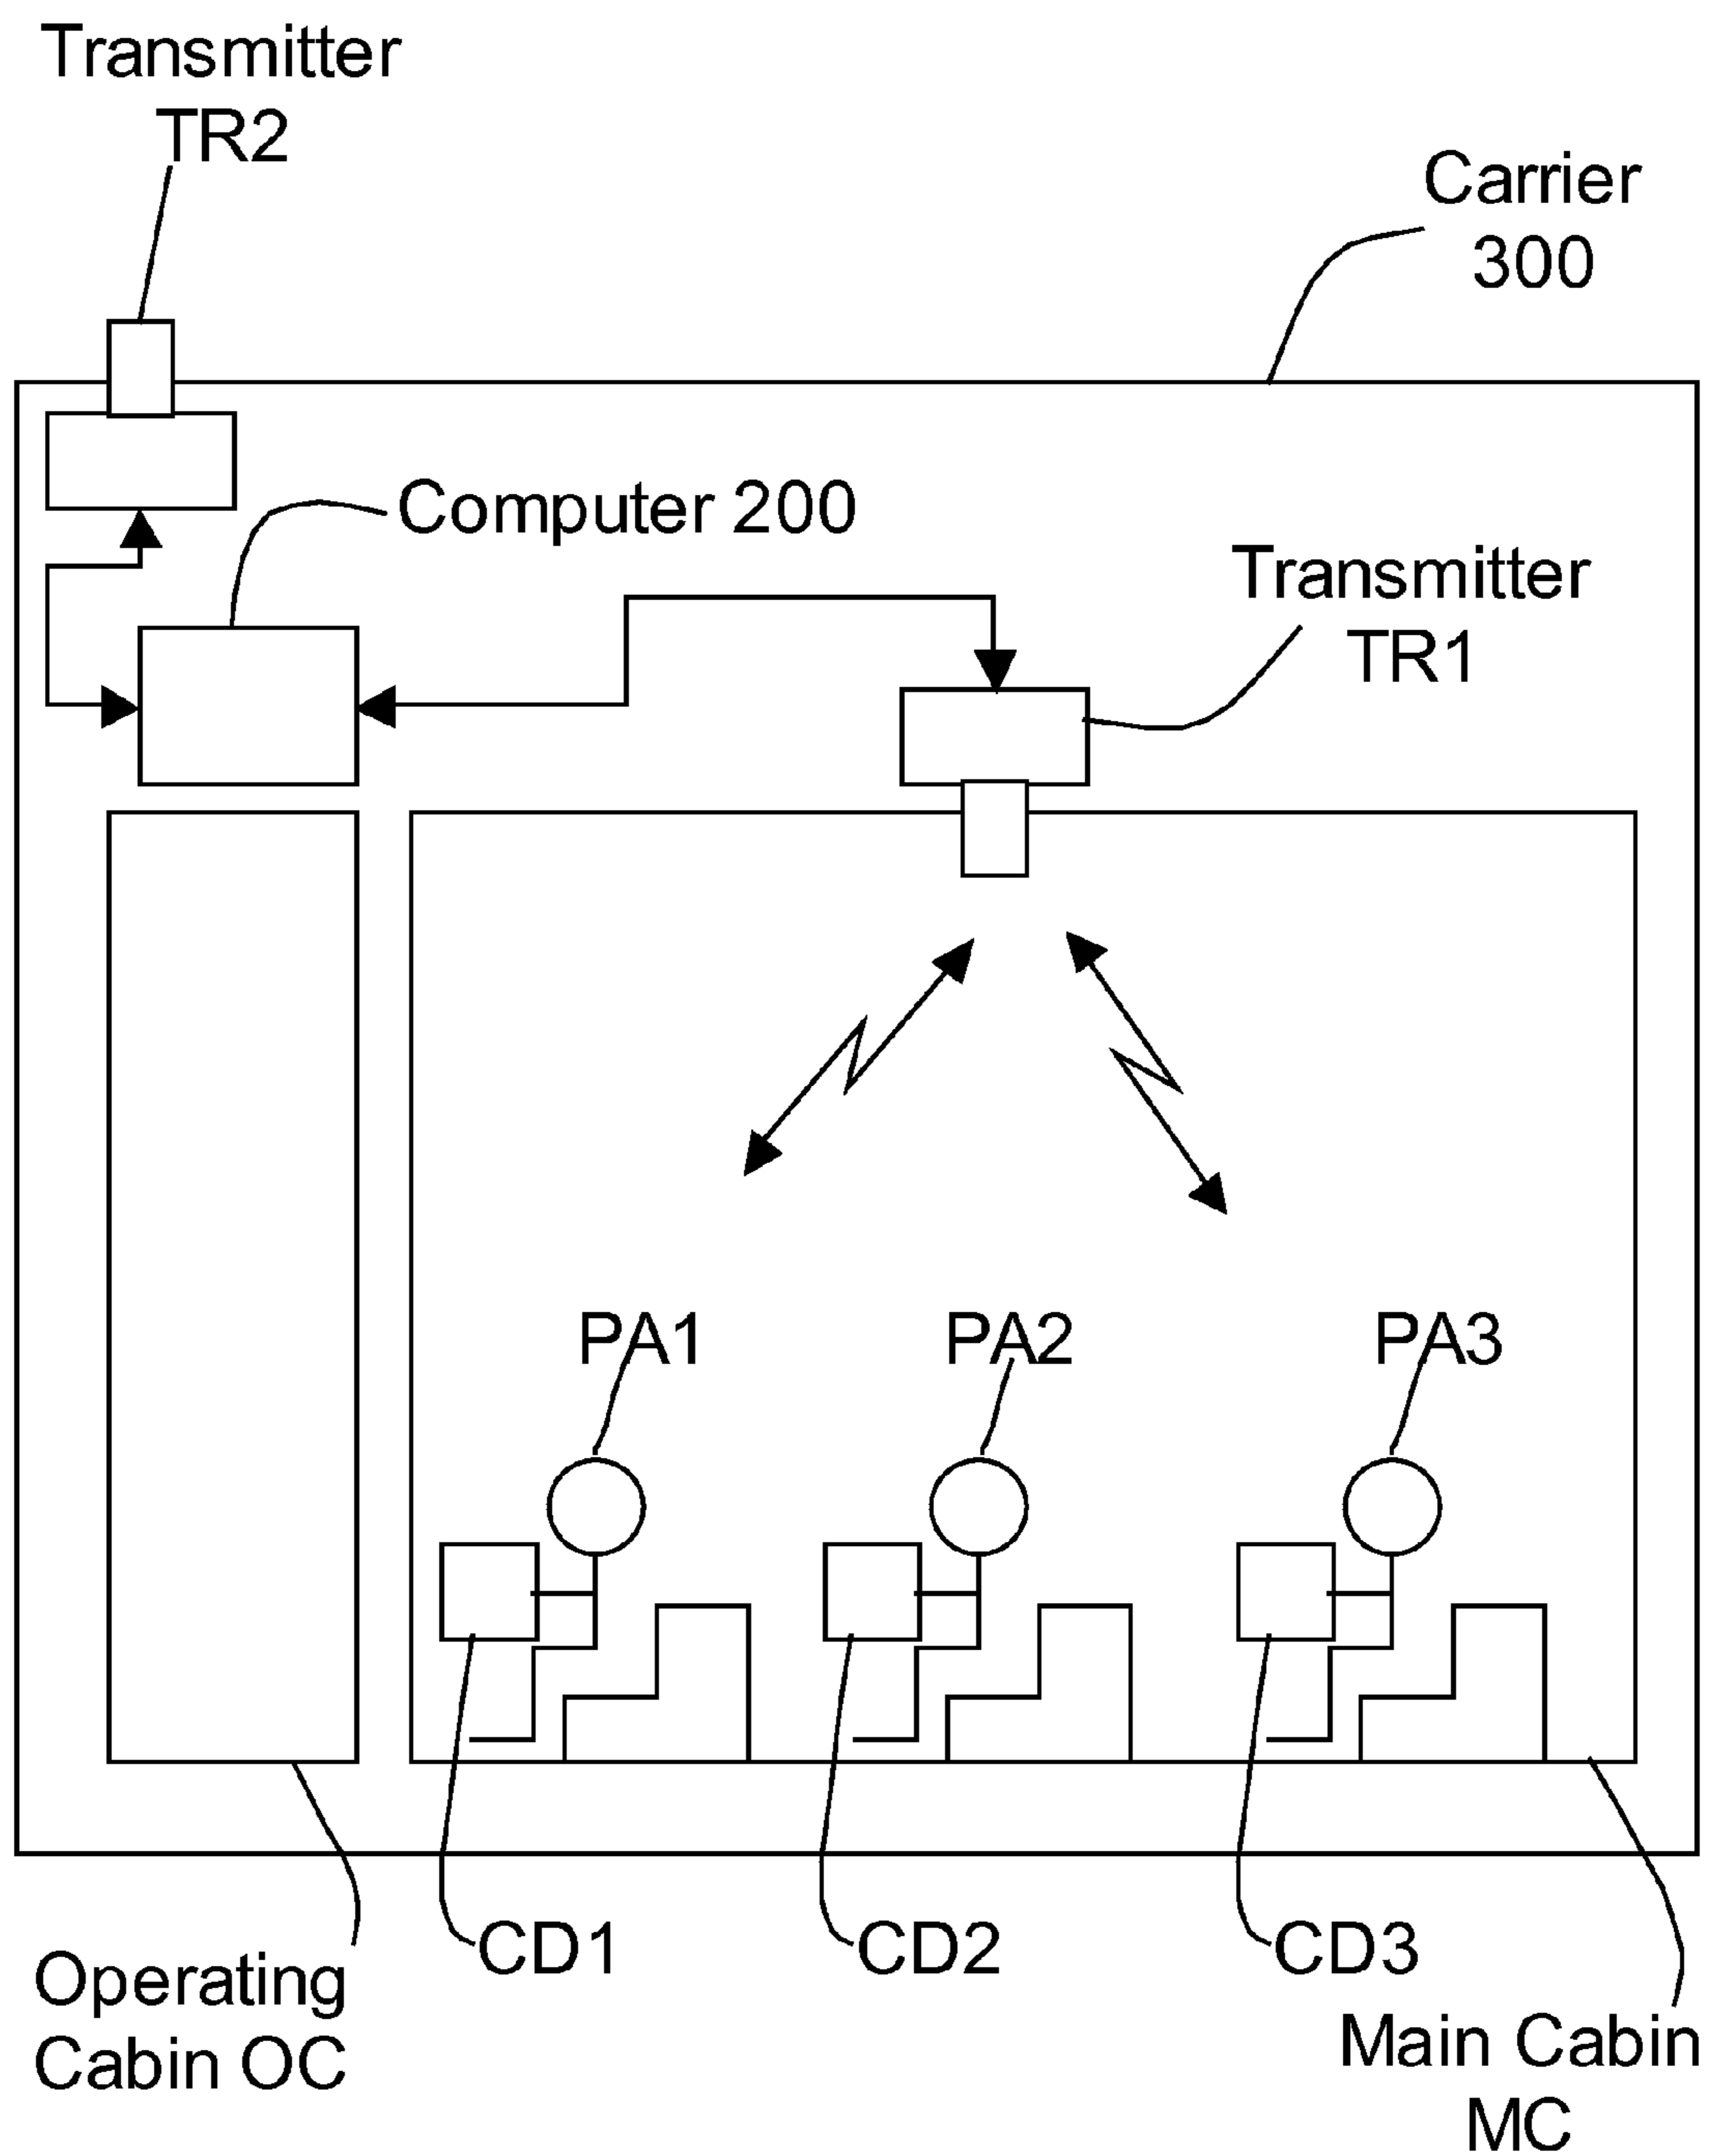 Transmitter
TR2
Carrier
300
Computer 200
Transmitter
TR1
PA1
PA2
PA3
CD1
CD2
CD3
Operating
Cabin OC
Main Cabin
MC